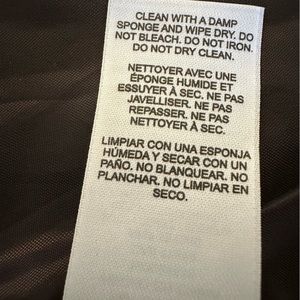 CLEAN WITH A DAMP
SPONGE AND WIPE DRY. DO
NOT BLEACH. DO NOT IRON.
DO NOT DRY CLEAN.
NETTOYER AVEC UNE
ÉPONGE HUMIDE ET
ESSUYER À SEC. NE PAS
JAVELLISER. NE PAS
REPASSER. NE PAS
NETTOYER À SEC.
LIMPIAR CON UNA ESPONJA
HÚMEDA Y SECAR CON UN
PAÑO. NO BLANQUEAR. NO
PLANCHAR. NO LIMPIAR EN
SECO.